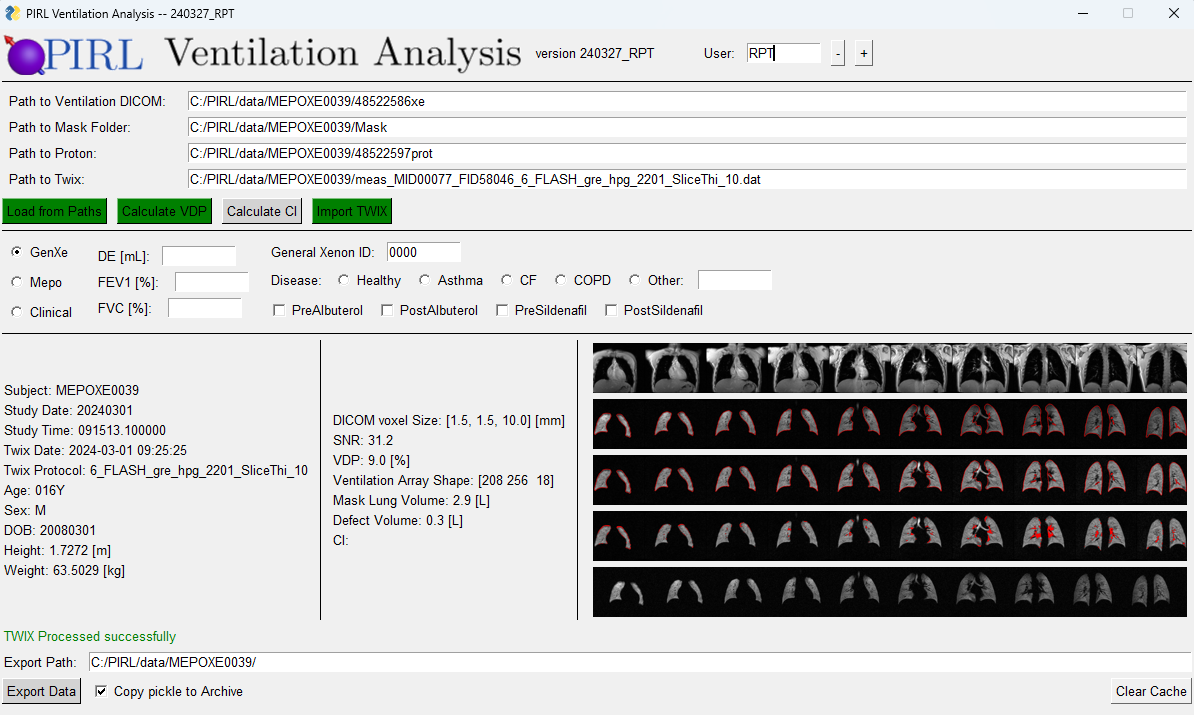 PIRL Ventilation Analysis -- 240327_RPT
PIRL Ventilation Analysis version 240327_RPT User: RPT - +
Path to Ventilation DICOM: C:/PIRL/data/MEPOXE0039/48522586xe
Path to Mask Folder: C:/PIRL/data/MEPOXE0039/Mask
Path to Proton: C:/PIRL/data/MEPOXE0039/48522597prot
Path to Twix: C:/PIRL/data/MEPOXE0039/meas_MID00077_FID58046_6_FLASH_gre_hpg_2201_SliceThi_10.dat
Load from Paths Calculate VDP Calculate CI Import TWIX
GenXe DE [mL]: General Xenon ID: 0000
Mepo FEV1 [%]: Disease: Healthy Asthma CF COPD Other:
Clinical FVC [%]: PreAlbuterol PostAlbuterol PreSildenafil PostSildenafil
Subject: MEPOXE0039
Study Date: 20240301
Study Time: 091513.100000
Twix Date: 2024-03-01 09:25:25
Twix Protocol: 6_FLASH_gre_hpg_2201_SliceThi_10
Age: 016Y
Sex: M
DOB: 20080301
Height: 1.7272 [m]
Weight: 63.5029 [kg]
DICOM voxel Size: [1.5, 1.5, 10.0] [mm]
SNR: 31.2
VDP: 9.0 [%]
Ventilation Array Shape: [208 256  18]
Mask Lung Volume: 2.9 [L]
Defect Volume: 0.3 [L]
CI:
TWIX Processed successfully
Export Path: C:/PIRL/data/MEPOXE0039/
Export Data Copy pickle to Archive Clear Cache